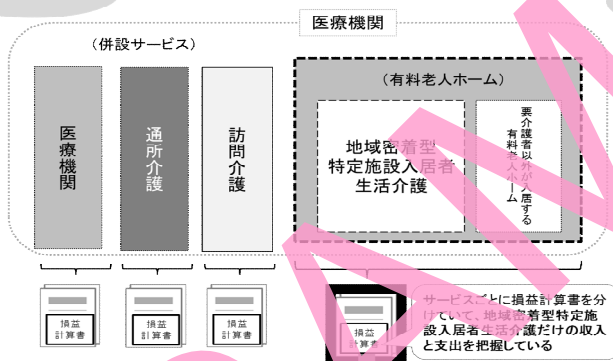 医療機関
（併設サービス）
（有料老人ホーム）
医療機関
通所介護
訪問介護
地域密着型
特定施設入居者
生活介護
要介護者以外が入居する
有料老人ホーム
損益
計算書
損益
計算書
損益
計算書
損益
計算書
サービスごとに損益計算書を分
けていて、地域密着型特定施
設入居者生活介護だけの収入
と支出を把握している